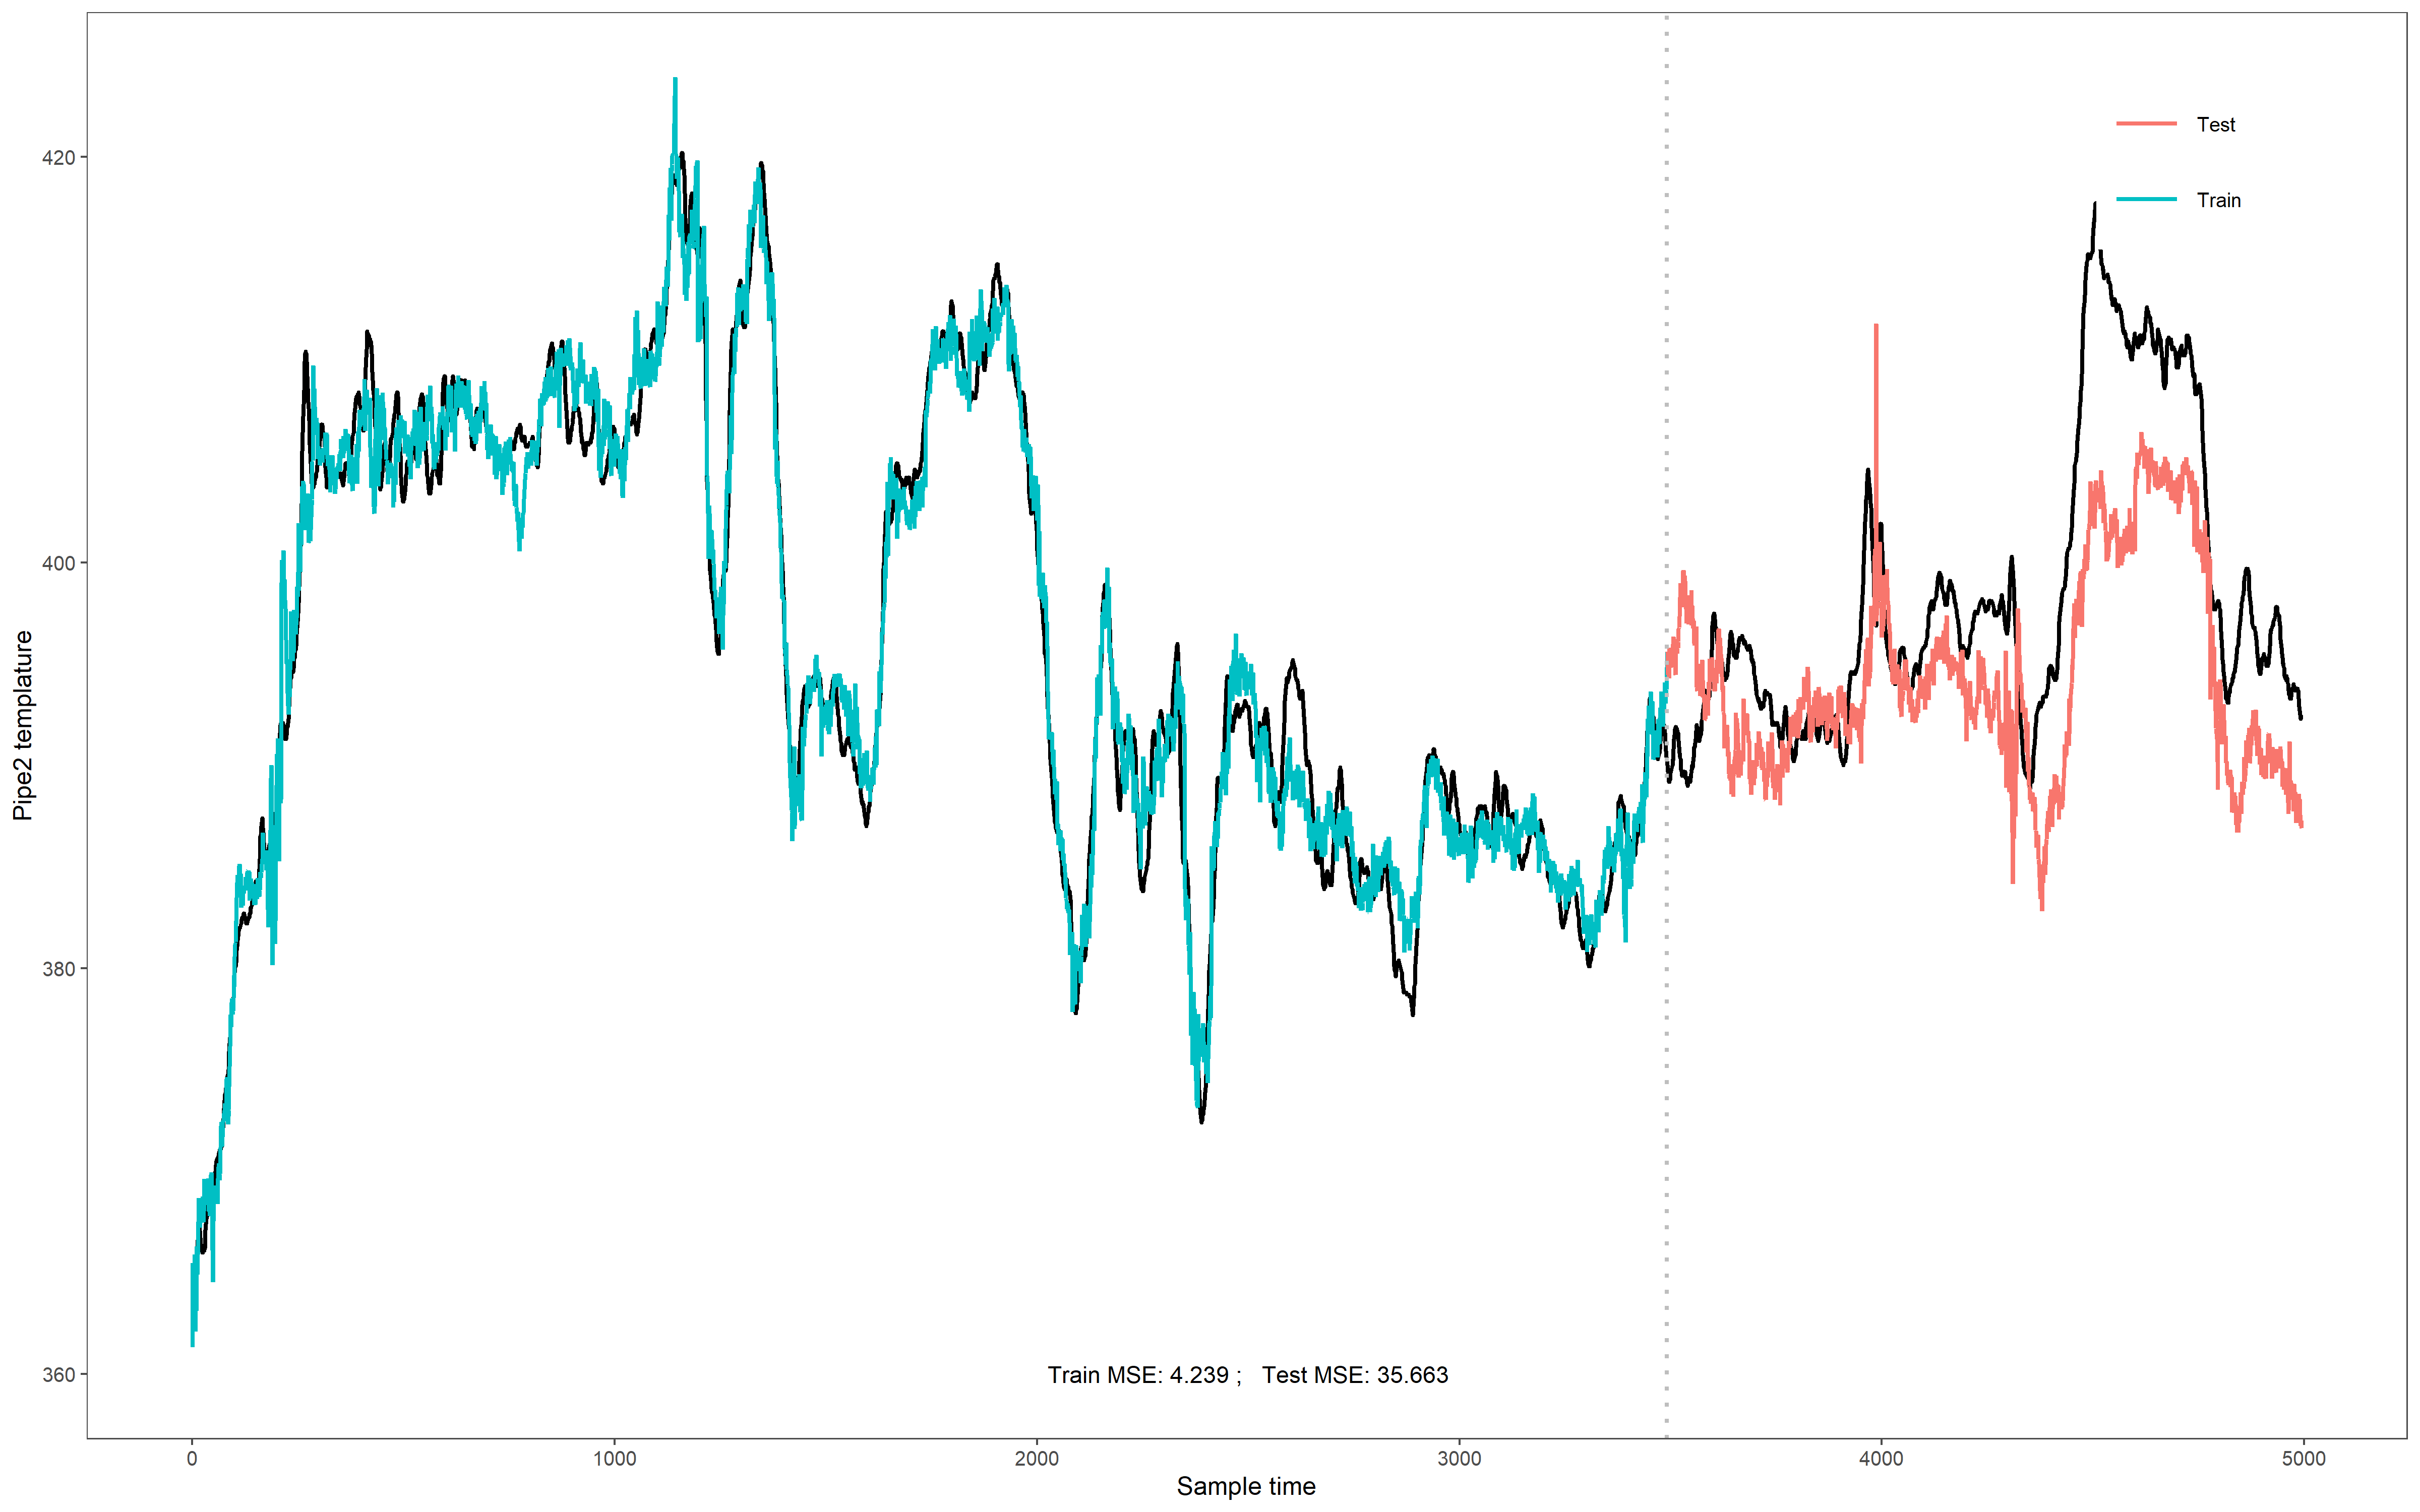 Test
Train
420
400
380
360
Pipe2 templature
Train MSE: 4.239 ;   Test MSE: 35.663
0 1000 2000 3000 4000 5000
Sample time